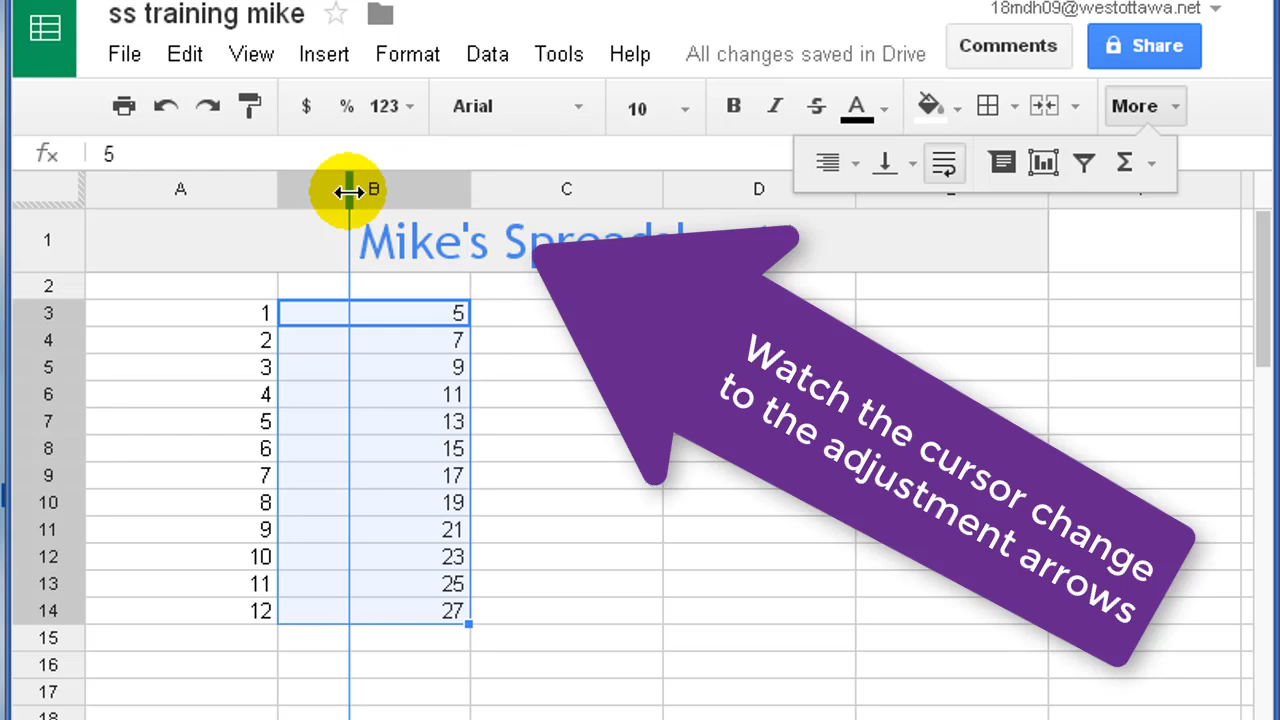 ss training mike
18mdh09@westottawa.net
File Edit View Insert Format Data Tools Help All changes saved in Drive
Comments
Share
$ % 123 Arial 10 B I S A More
Σ
fx 5
A B C D
1 Mike's
2
3 1 5
4 2 7
5 3 9
6 4 11
7 5 13
8 6 15
9 7 17
10 8 19
11 9 21
12 10 23
13 11 25
14 12 27
15
16
17
18
Watch the cursor change
to the adjustment arrows